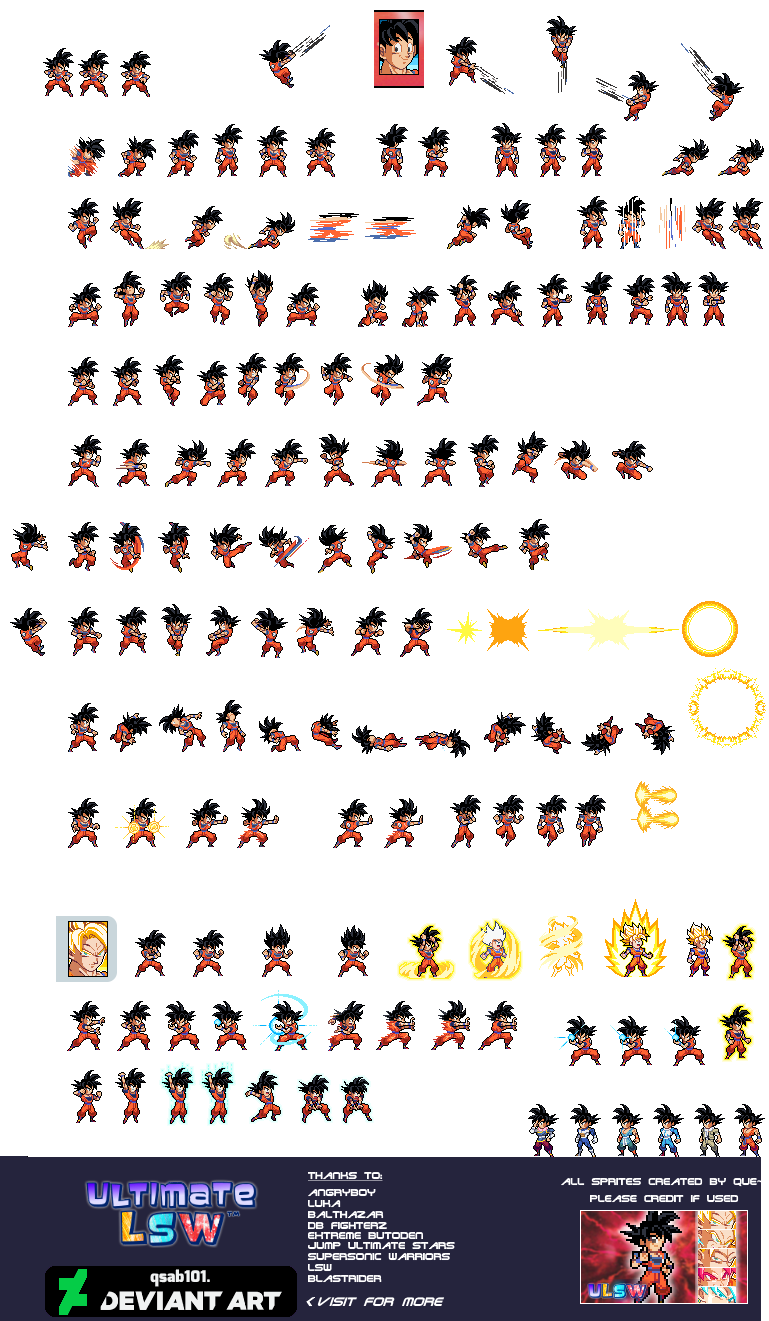 ULTIMATE
LSW™
qsab101.
DEVIANT ART
THANKS TO:
ANGRYBOY
LUKA
BALTHAZAR
DB FIGHTERZ
EXTREME BUTODEN
JUMP ULTIMATE STARS
SUPERSONIC WARRIORS
LSW
BLASTRIDER
< VISIT FOR MORE
ALL SPRITES CREATED BY QUE-
PLEASE CREDIT IF USED
ULSW